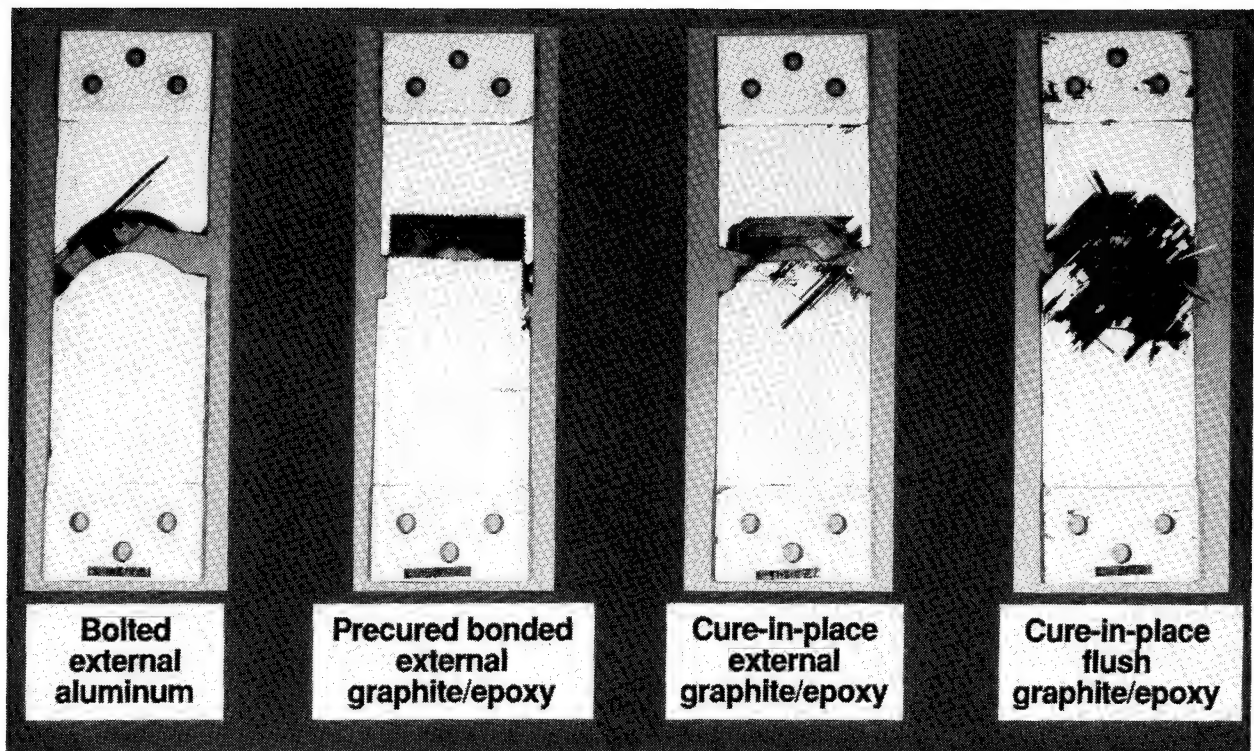 Bolted
external
aluminum
Precured bonded
external
graphite/epoxy
Cure-in-place
external
graphite/epoxy
Cure-in-place
flush
graphite/epoxy